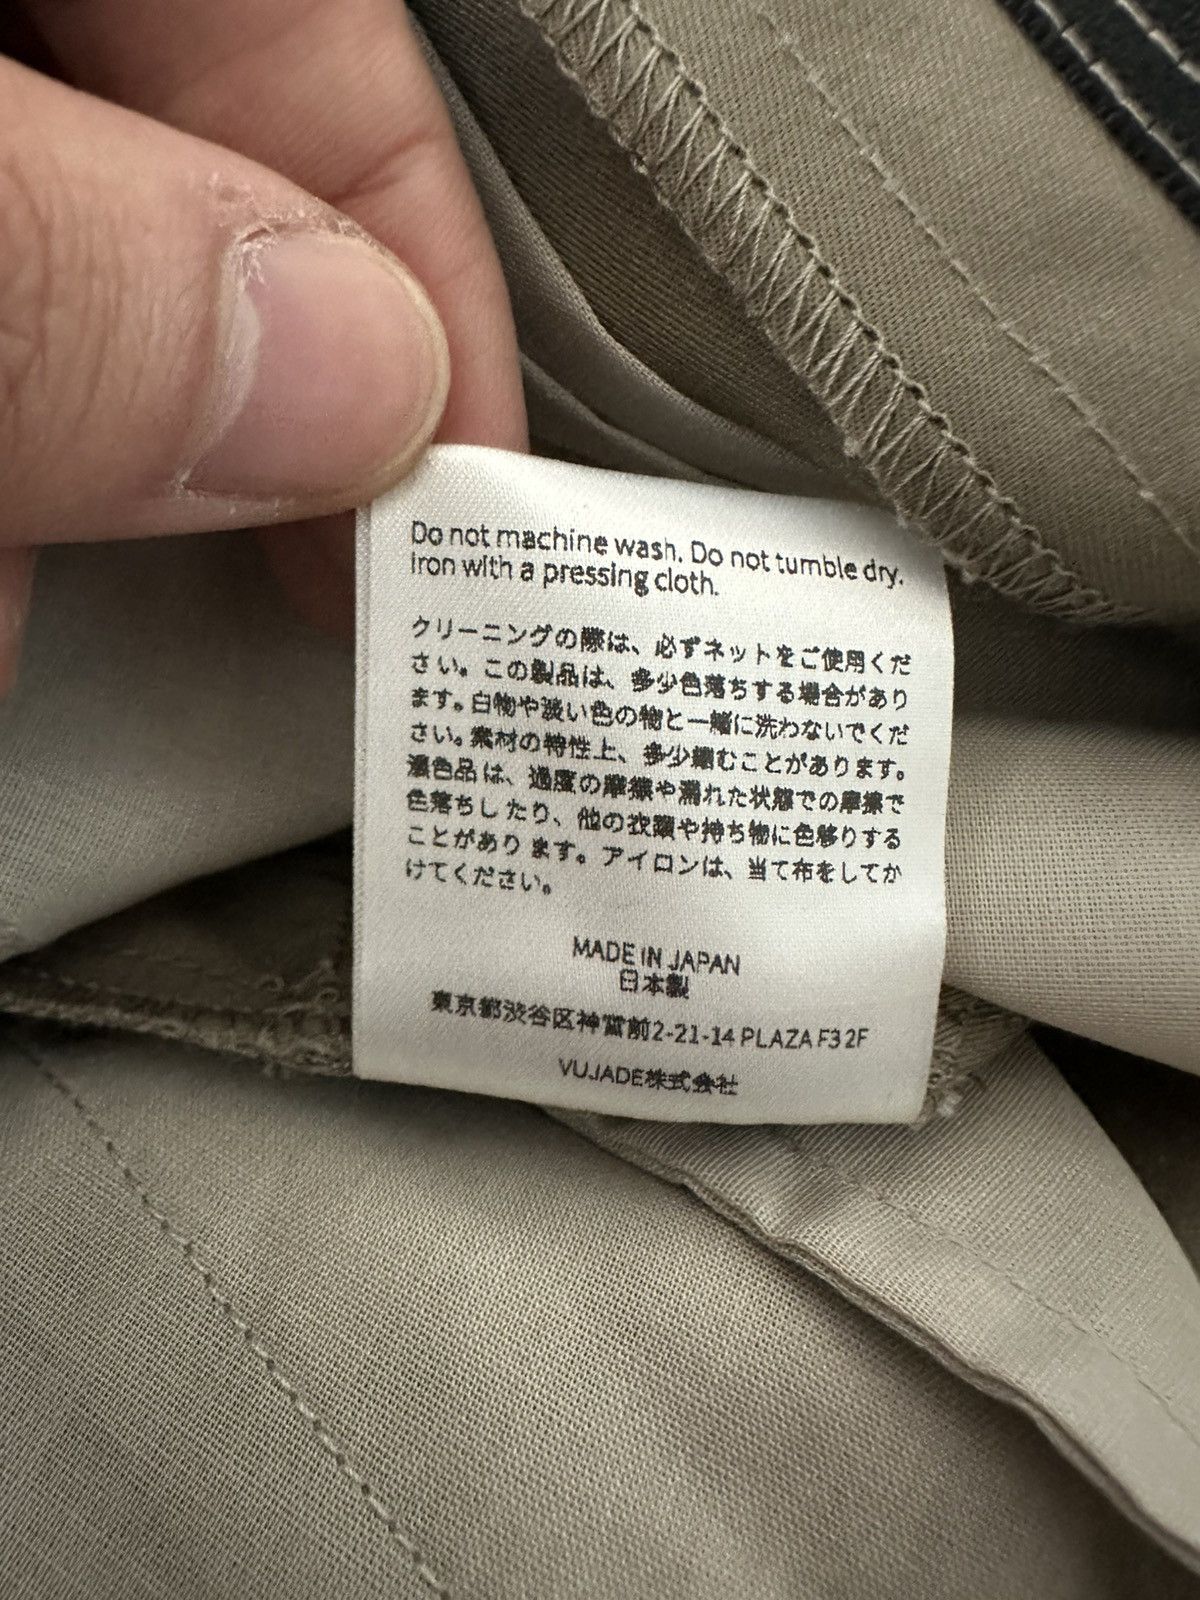 Do not machine wash. Do not tumble dry.
Iron with a pressing cloth.
クリーニングの際は、必ずネットをご使用くだ
さい。この製品は、多少色落ちする場合があり
ます。白物や淡い色の物と一緒に洗わないでくだ
さい。素材の特性上、多少縮むことがあります。
濃色品は、過度の摩擦や濡れた状態での摩擦で
色落ちしたり、他の衣類や持ち物に色移りする
ことがあります。アイロンは、当て布をしてか
けてください。
MADE IN JAPAN
日本製
東京都渋谷区神宮前2-21-14 PLAZA F3 2F
VUJADE株式会社